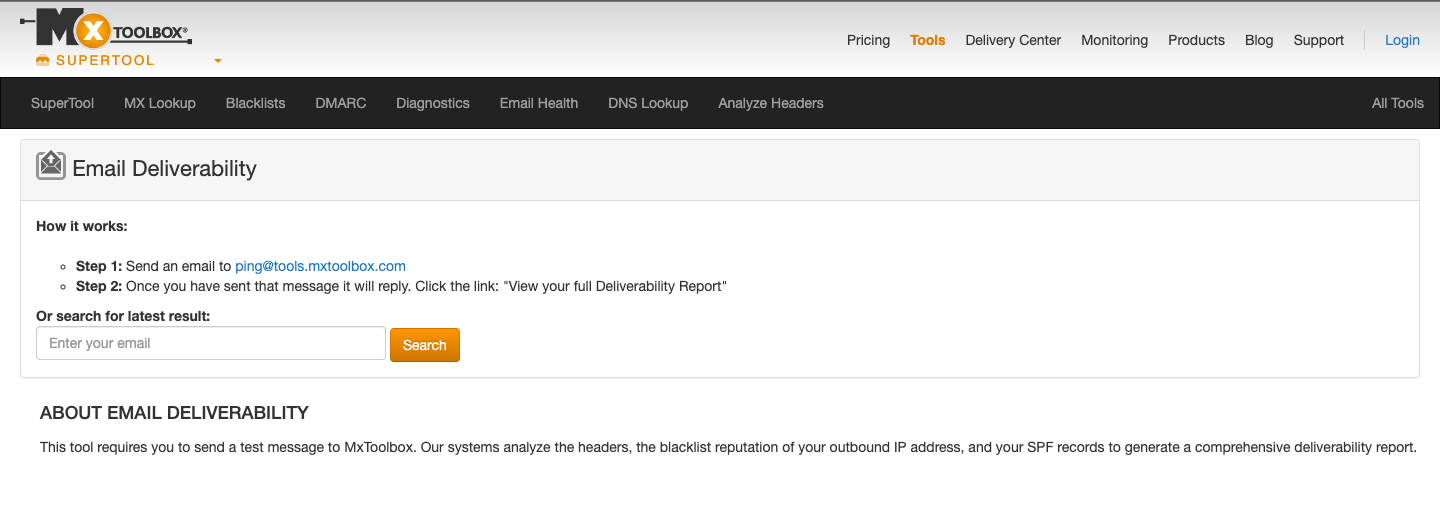 MX TOOLBOX®
SUPERTOOL
Pricing Tools Delivery Center Monitoring Products Blog Support Login
SuperTool MX Lookup Blacklists DMARC Diagnostics Email Health DNS Lookup Analyze Headers All Tools
Email Deliverability
How it works:
Step 1: Send an email to ping@tools.mxtoolbox.com
Step 2: Once you have sent that message it will reply. Click the link: "View your full Deliverability Report"
Or search for latest result:
Enter your email Search
ABOUT EMAIL DELIVERABILITY
This tool requires you to send a test message to MxToolbox. Our systems analyze the headers, the blacklist reputation of your outbound IP address, and your SPF records to generate a comprehensive deliverability report.